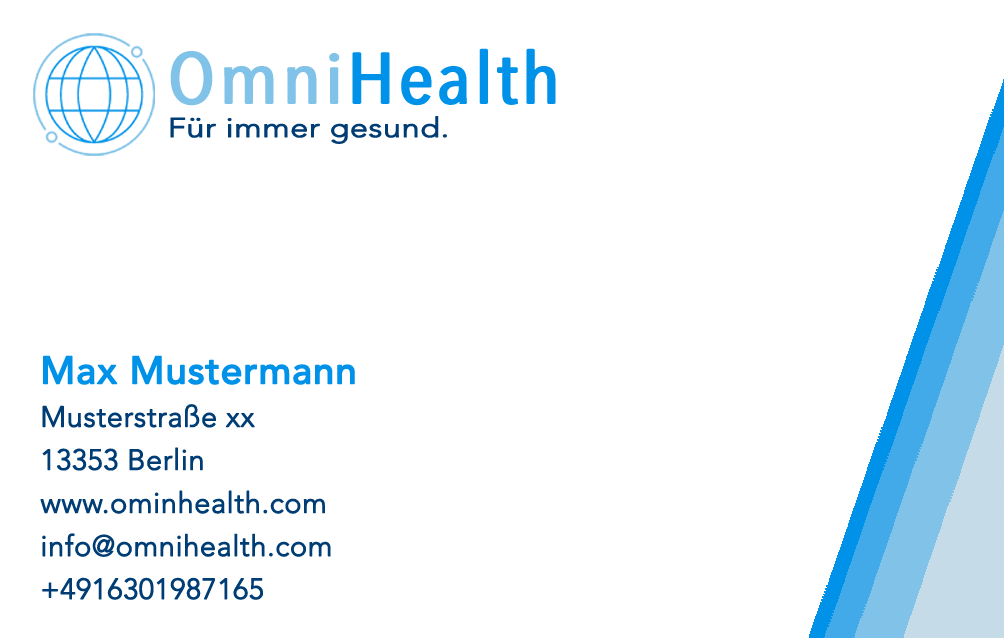 OmniHealth
Für immer gesund.
Max Mustermann
Musterstraße xx
13353 Berlin
www.ominhealth.com
info@omnihealth.com
+4916301987165